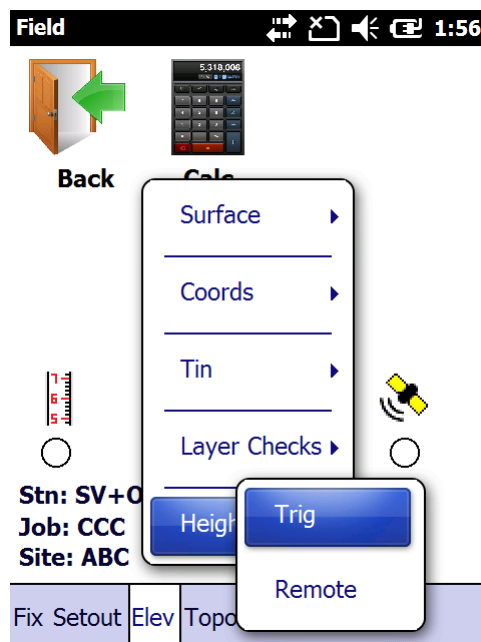 Field 1:56
5,318,006
Back Calc
Surface
Coords
Tin
Layer Checks
Stn: SV+O
Job: CCC
Site: ABC
Heigh
Trig
Remote
Fix Setout Elev Topo